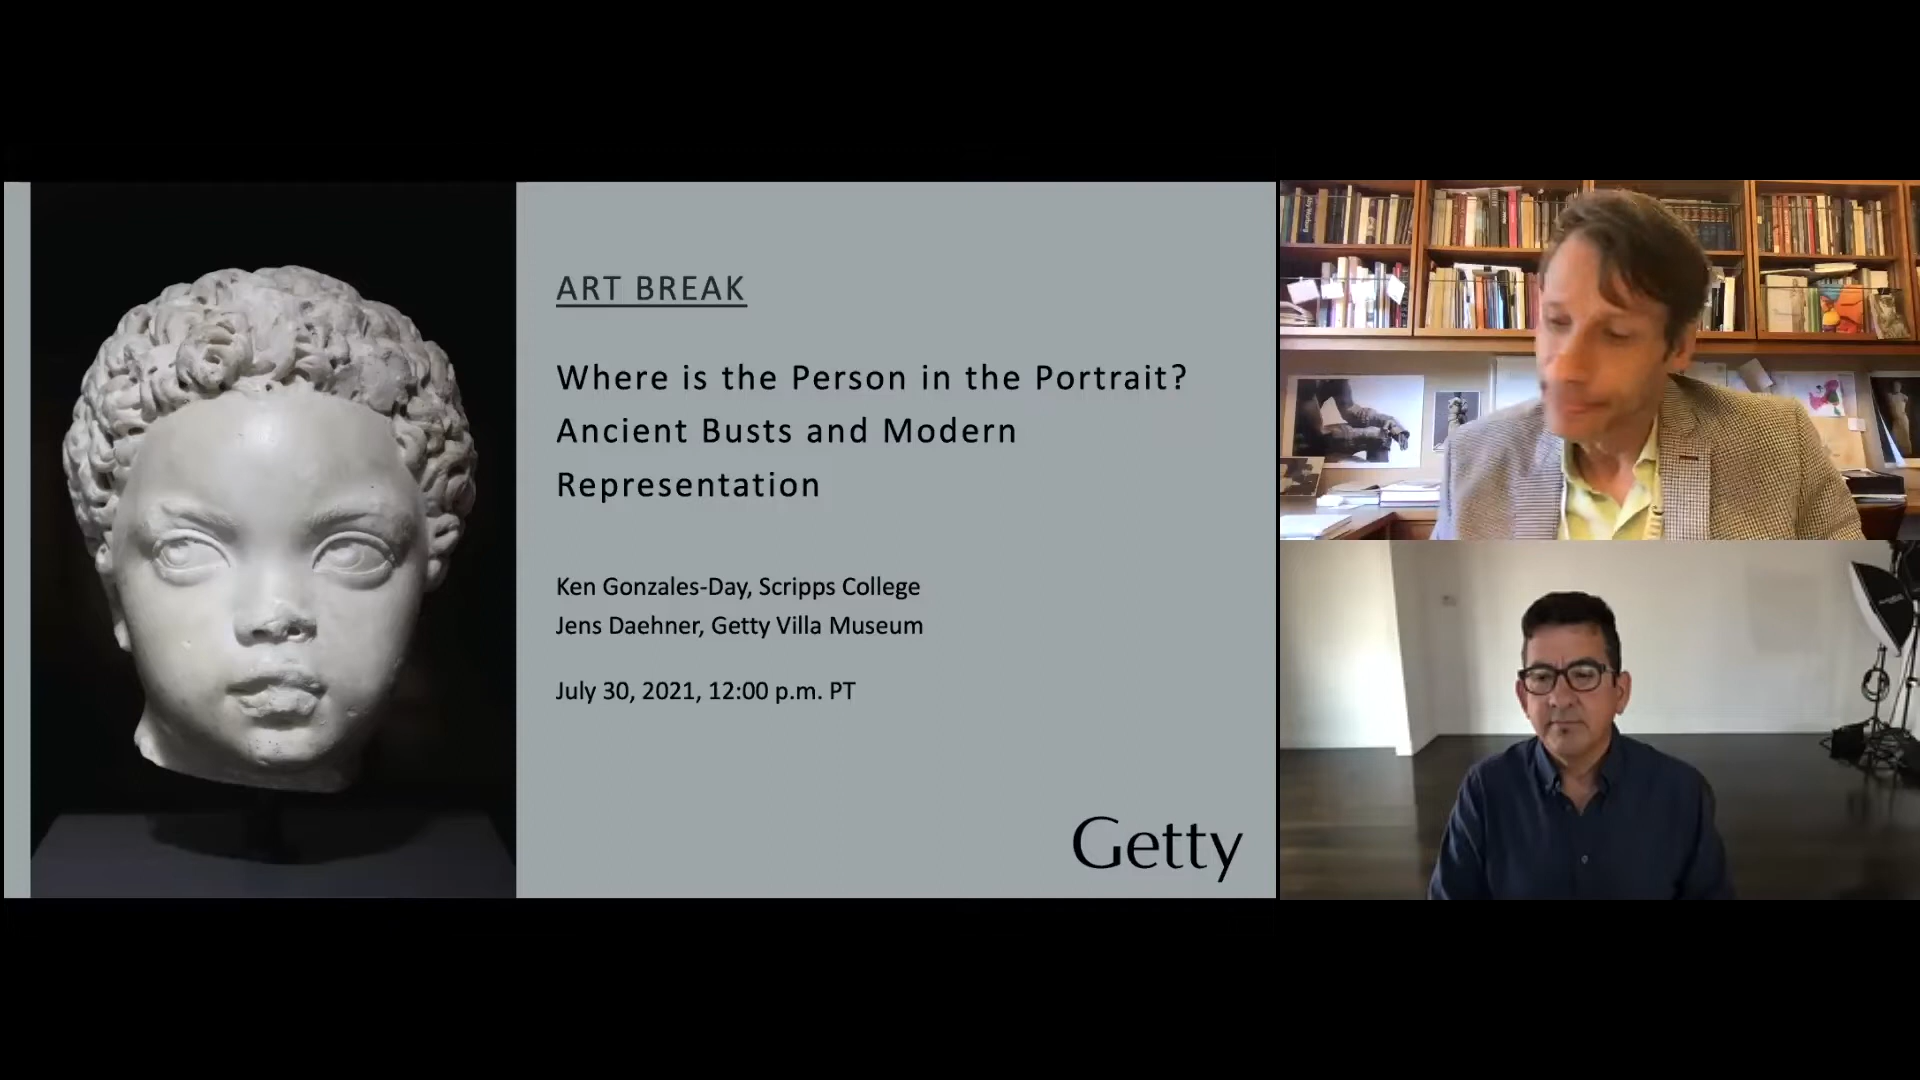 ART BREAK
Where is the Person in the Portrait?
Ancient Busts and Modern
Representation
Ken Gonzales-Day, Scripps College
Jens Daehner, Getty Villa Museum
July 30, 2021, 12:00 p.m. PT
Getty